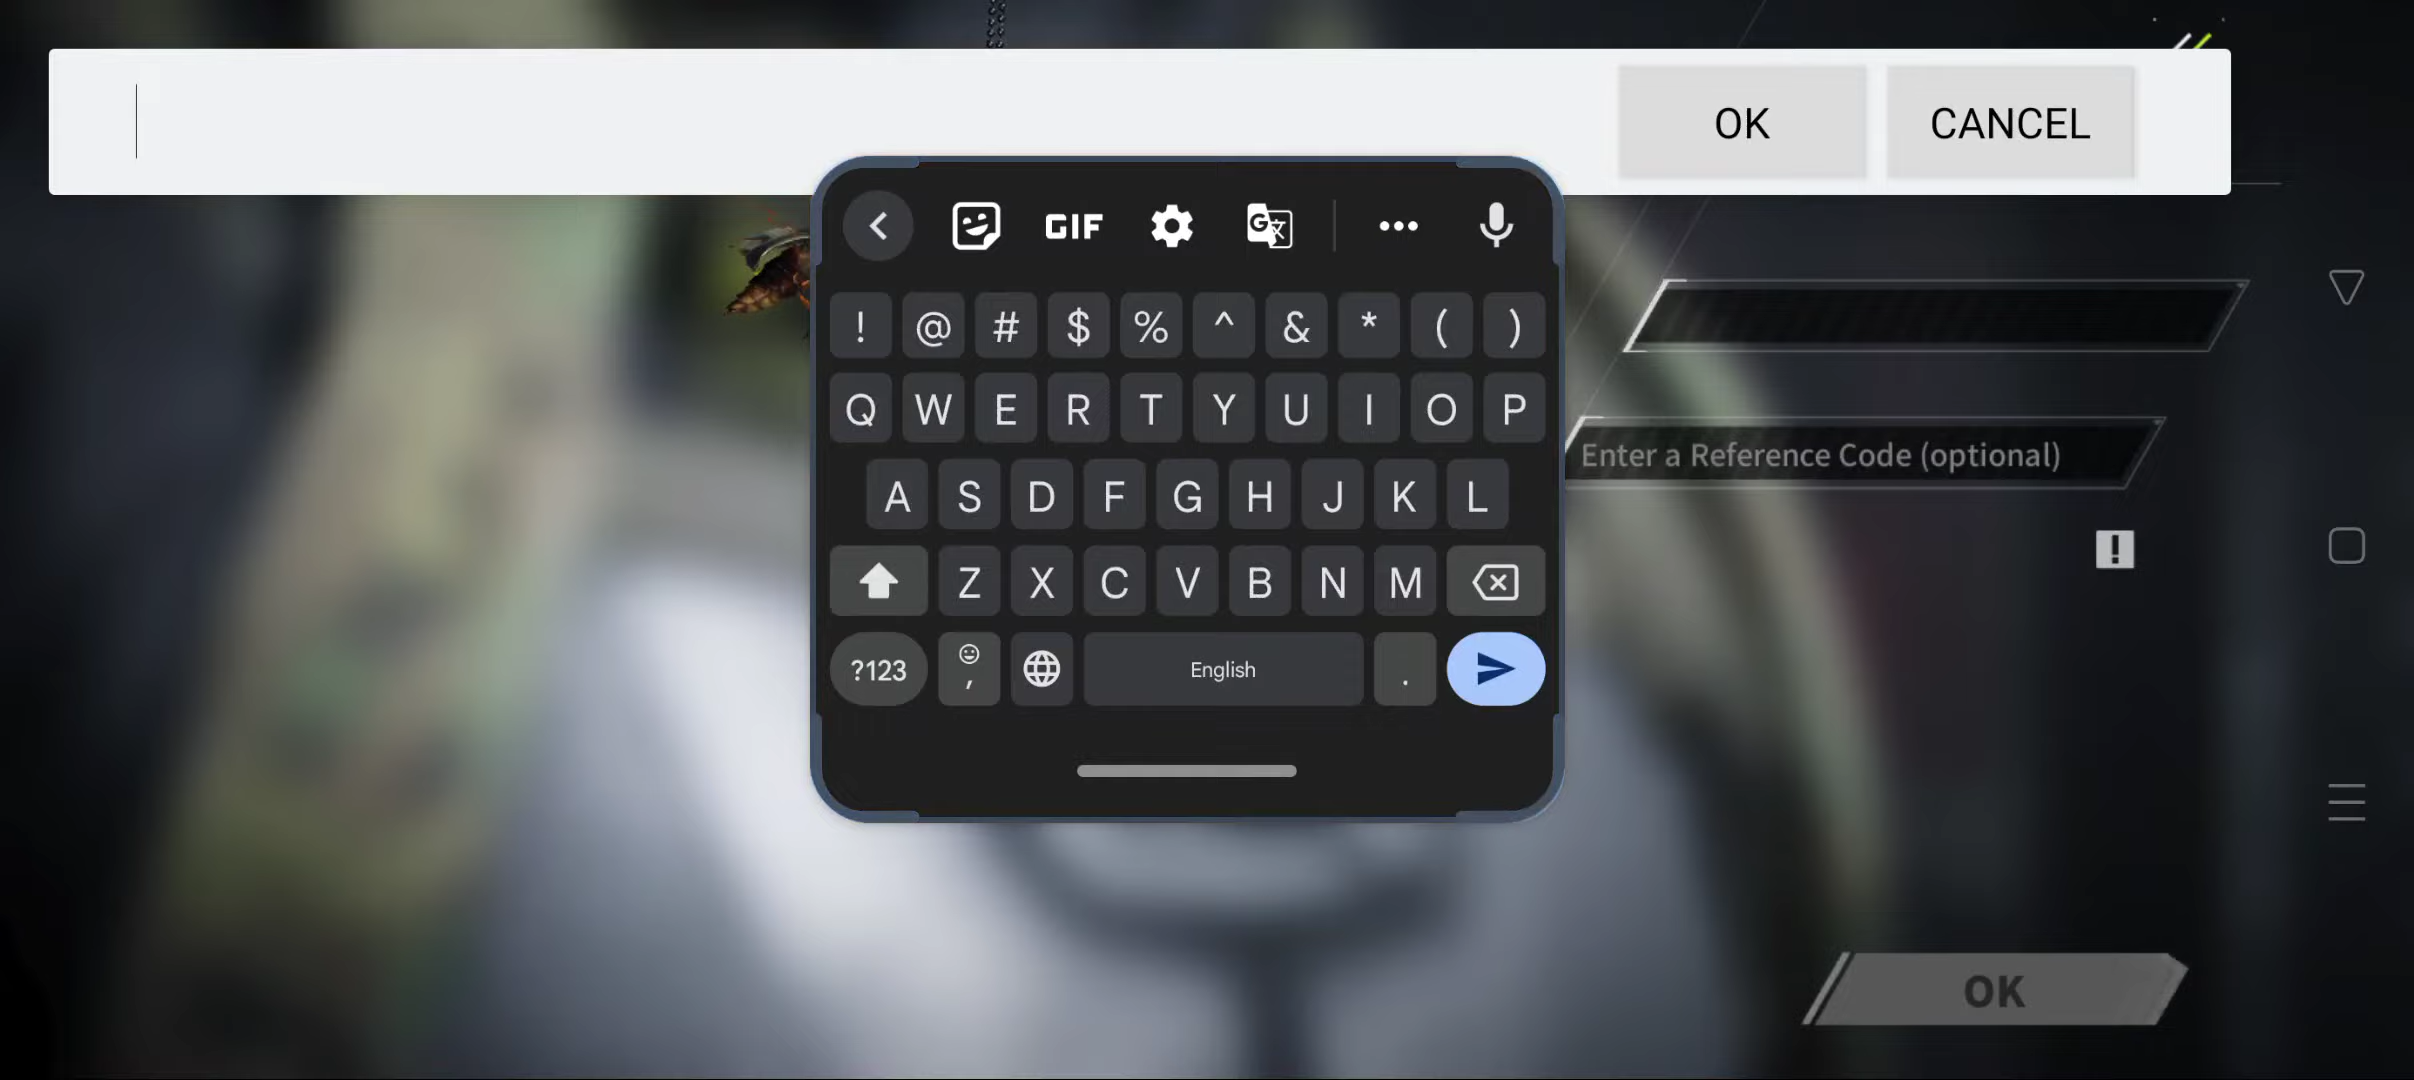 OK CANCEL
GIF
! @ # $ % ^ & * ( )
Q W E R T Y U I O P
A S D F G H J K L
Z X C V B N M
?123 , English .
Enter a Reference Code (optional)
!
OK